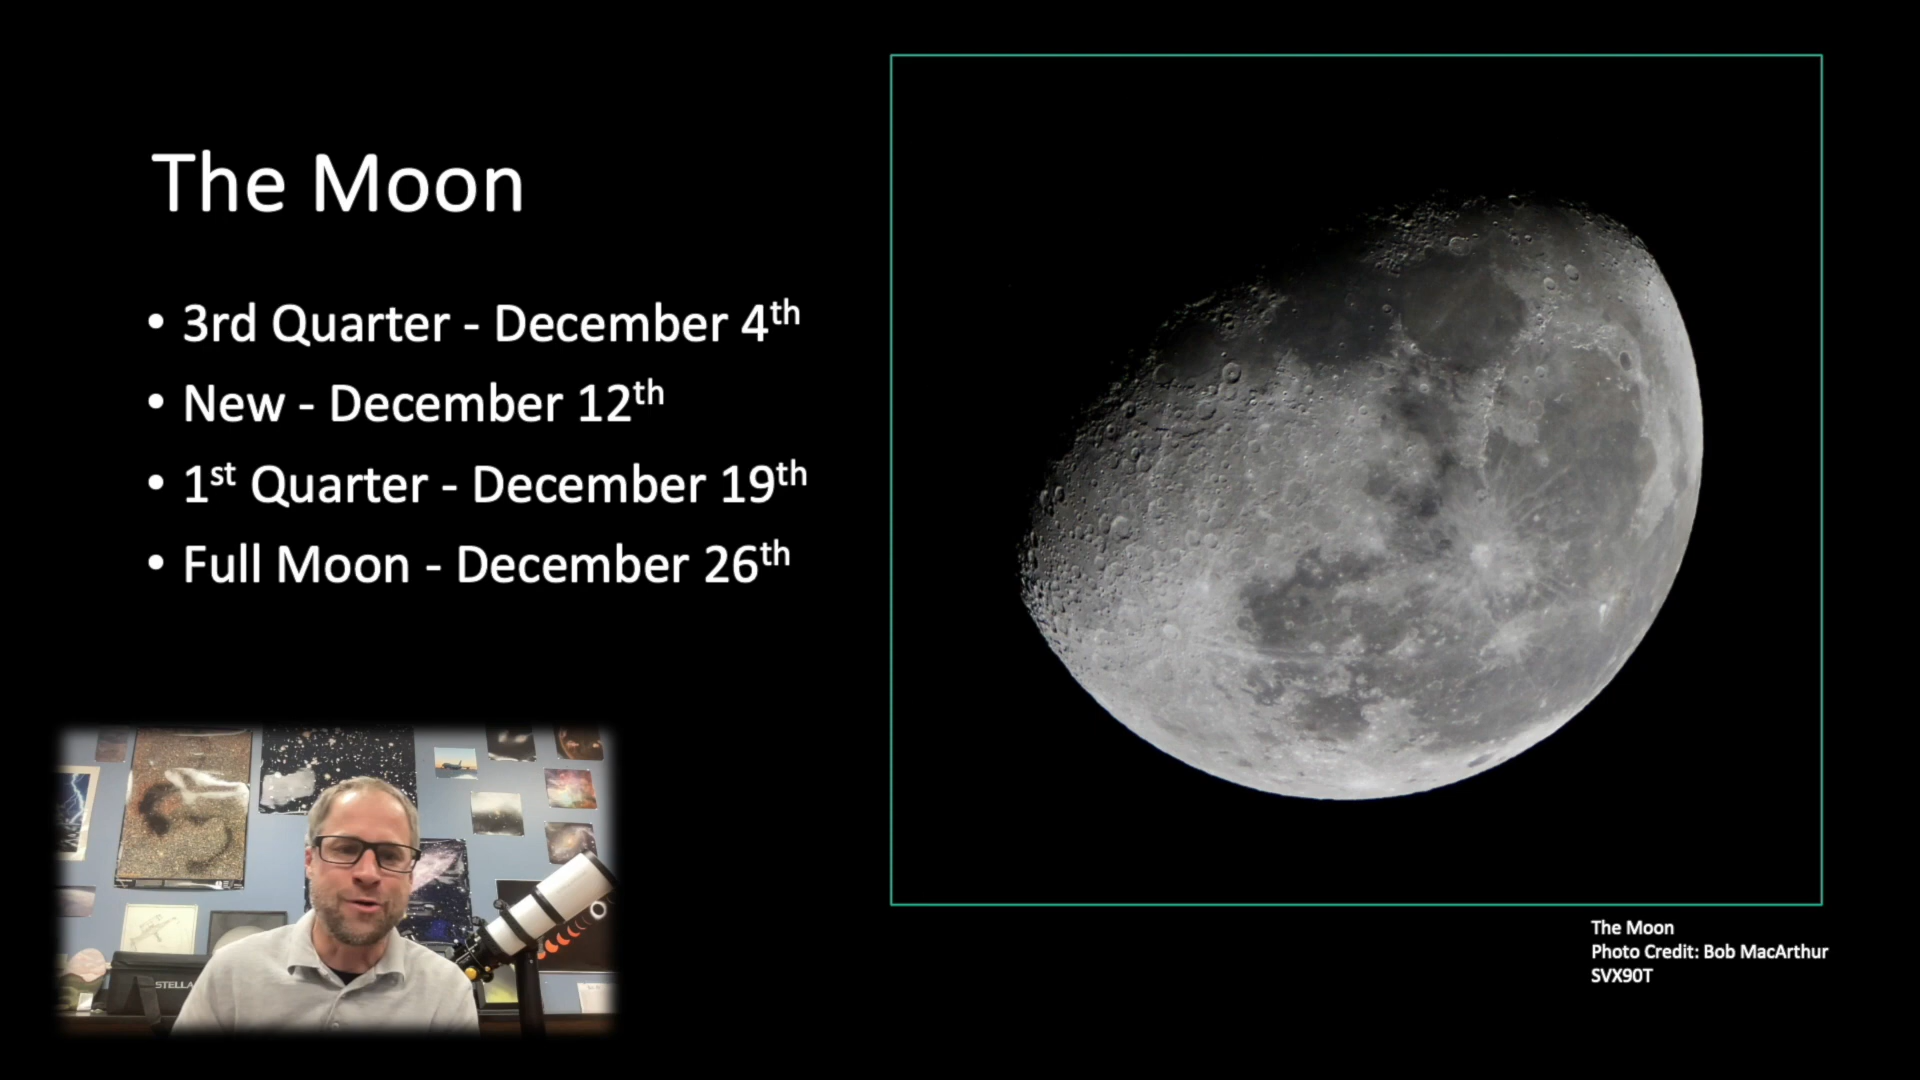 The Moon
• 3rd Quarter - December 4th
• New - December 12th
• 1st Quarter - December 19th
• Full Moon - December 26th
The Moon
Photo Credit: Bob MacArthur
SVX90T
STELLA